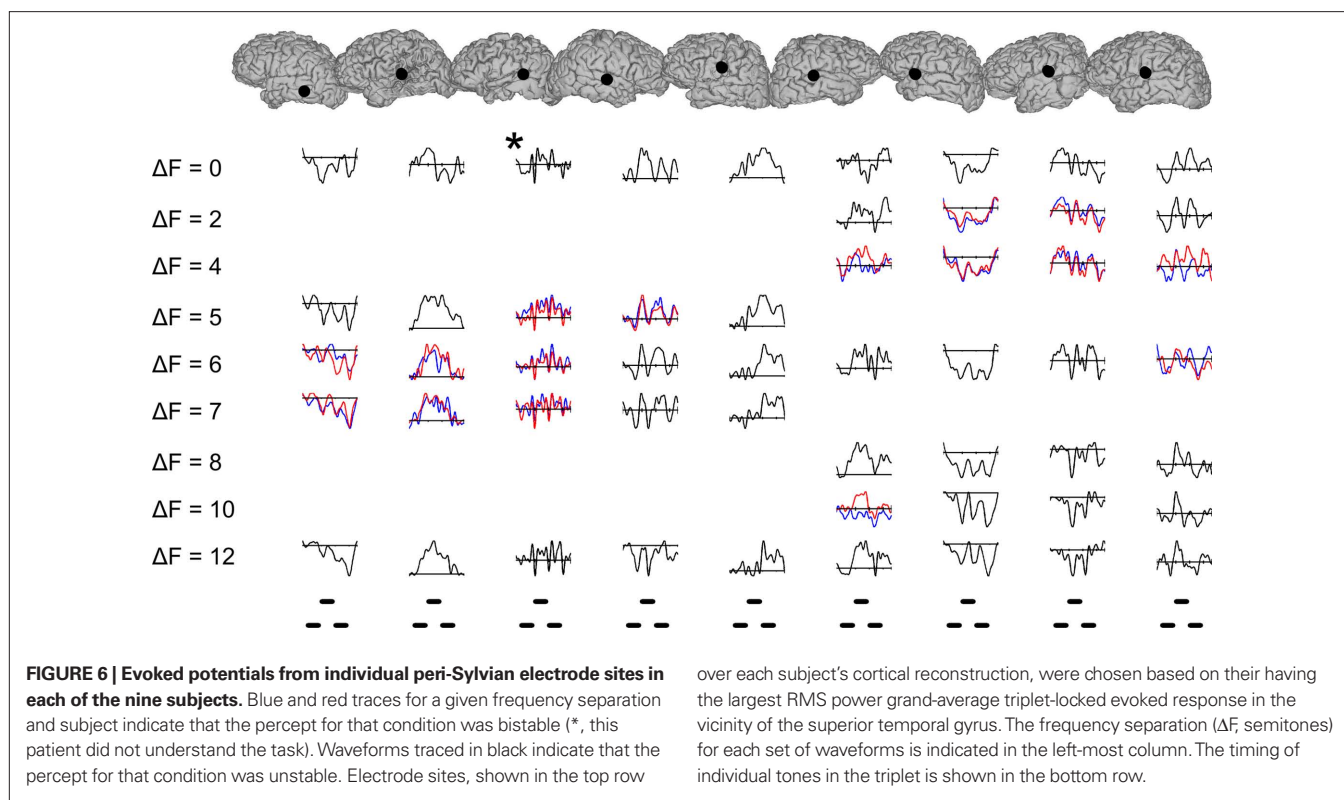 *
ΔF = 0
ΔF = 2
ΔF = 4
ΔF = 5
ΔF = 6
ΔF = 7
ΔF = 8
ΔF = 10
ΔF = 12
FIGURE 6 | Evoked potentials from individual peri-Sylvian electrode sites in
each of the nine subjects. Blue and red traces for a given frequency separation
and subject indicate that the percept for that condition was bistable (*, this
patient did not understand the task). Waveforms traced in black indicate that the
percept for that condition was unstable. Electrode sites, shown in the top row
over each subject's cortical reconstruction, were chosen based on their having
the largest RMS power grand-average triplet-locked evoked response in the
vicinity of the superior temporal gyrus. The frequency separation (ΔF, semitones)
for each set of waveforms is indicated in the left-most column. The timing of
individual tones in the triplet is shown in the bottom row.